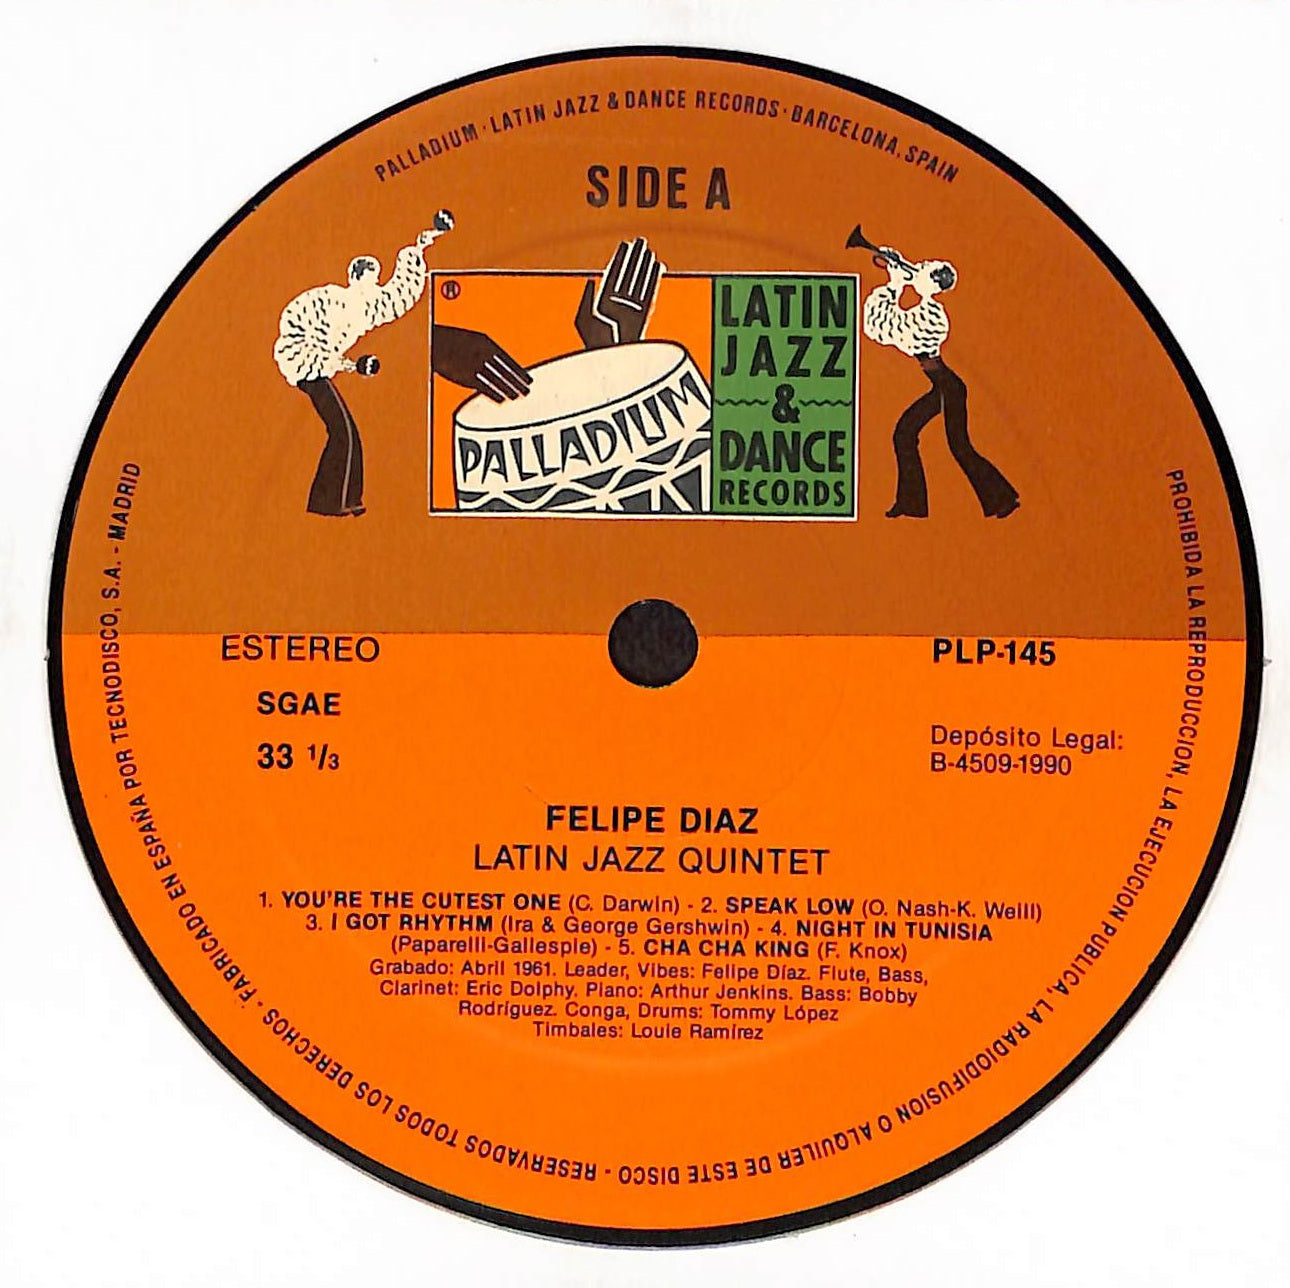 PALLADIUM · LATIN JAZZ & DANCE RECORDS · BARCELONA, SPAIN
SIDE A
®
PALLADIUM
LATIN
JAZZ
&
DANCE
RECORDS
ESTEREO
SGAE
33 1/3
PLP-145
Depósito Legal:
B-4509-1990
FELIPE DIAZ
LATIN JAZZ QUINTET
1. YOU'RE THE CUTEST ONE (C. Darwin) - 2. SPEAK LOW (O. Nash-K. Weill)
3. I GOT RHYTHM (Ira & George Gershwin) - 4. NIGHT IN TUNISIA
(Paparelli-Gallespie) - 5. CHA CHA KING (F. Knox)
Grabado: Abril 1961. Leader, Vibes: Felipe Díaz. Flute, Bass,
Clarinet: Eric Dolphy. Piano: Arthur Jenkins. Bass: Bobby
Rodríguez. Conga, Drums: Tommy López
Timbales: Louie Ramírez
PROHIBIDA LA REPRODUCCION, LA EJECUCION PUBLICA, LA RADIODIFUSION O ALQUILER DE ESTE DISCO - RESERVADOS TODOS LOS DERECHOS - FABRICADO EN ESPAÑA POR TECNODISCO, S.A. - MADRID